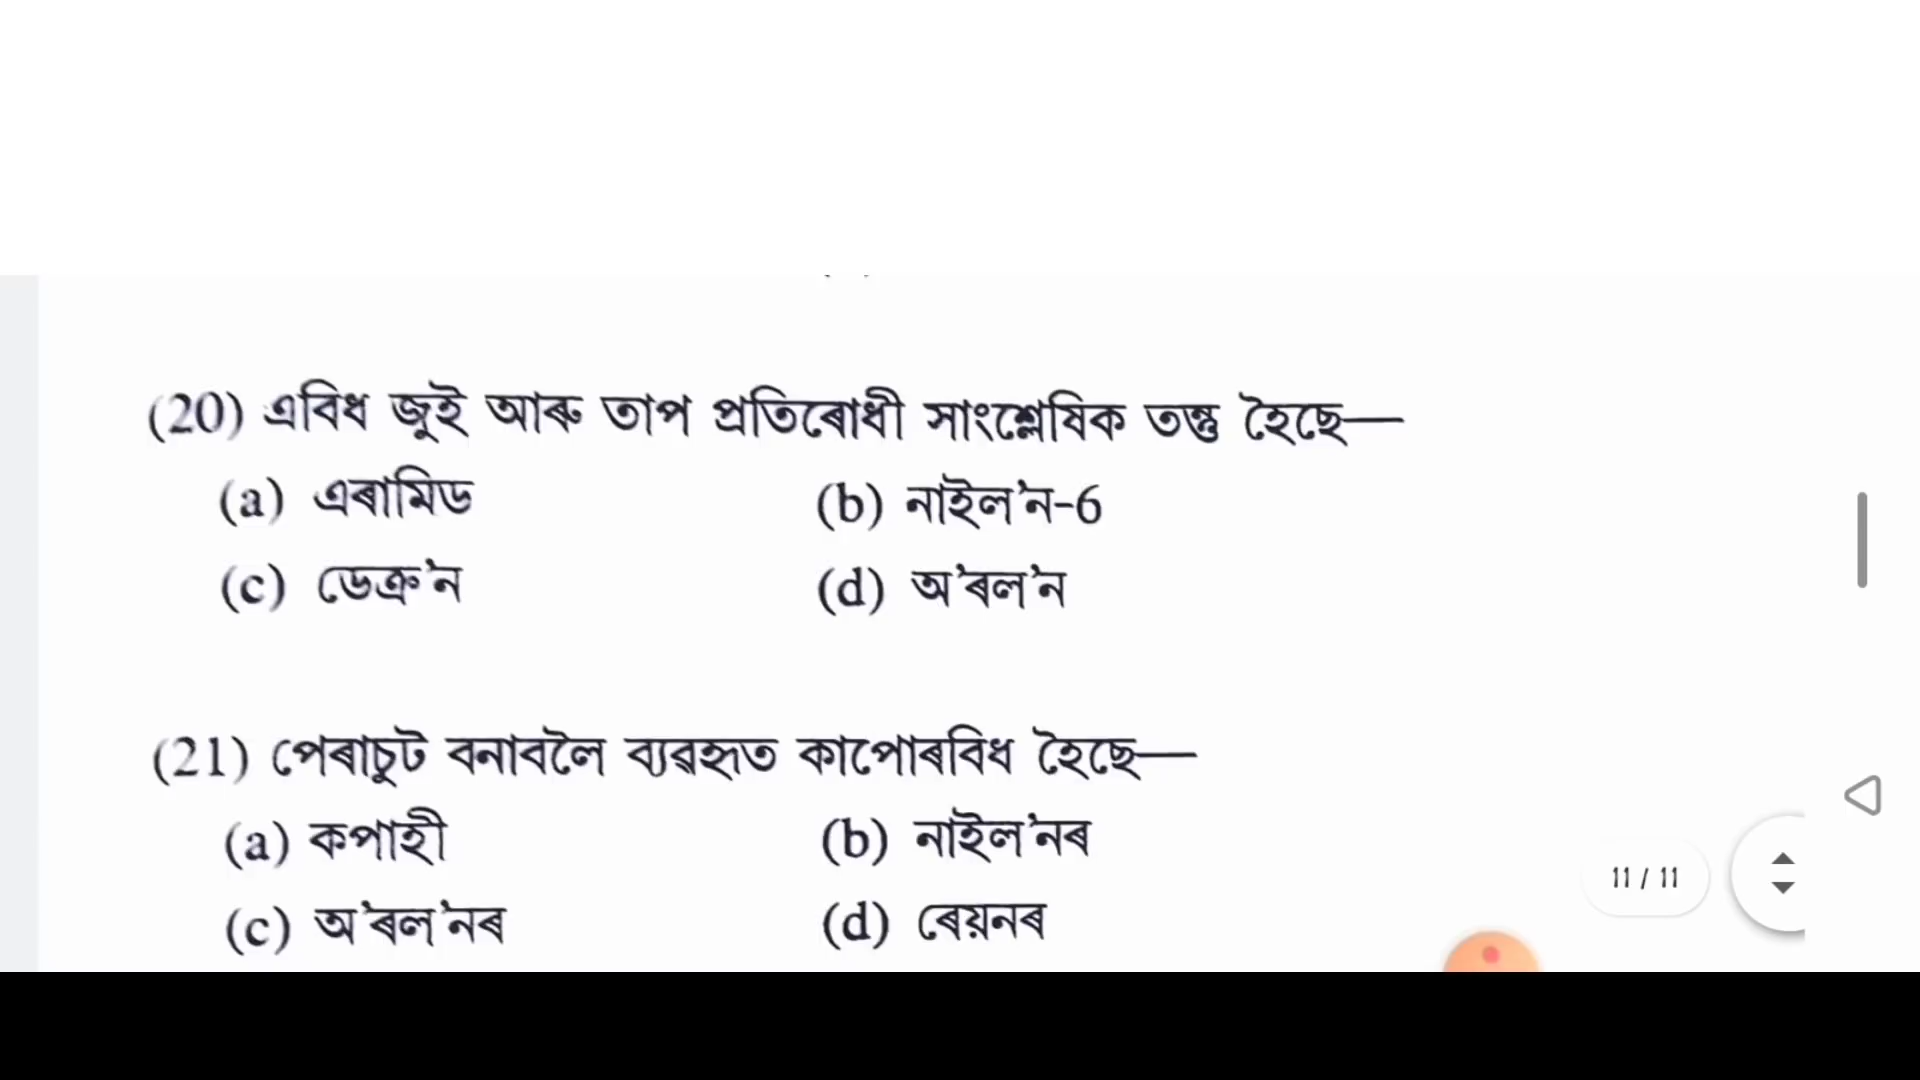 (20) এবিধ জুই আৰু তাপ প্ৰতিৰোধী সাংশ্লেষিক তন্তু হৈছে—
(a) এৰামিড (b) নাইল’ন-6
(c) ডেক্ৰ’ন (d) অ’ৰল’ন
(21) পেৰাচুট বনাবলৈ ব্যৱহৃত কাপোৰবিধ হৈছে—
(a) কপাহী (b) নাইল’নৰ
(c) অ’ৰল’নৰ (d) ৰেয়নৰ
11 / 11